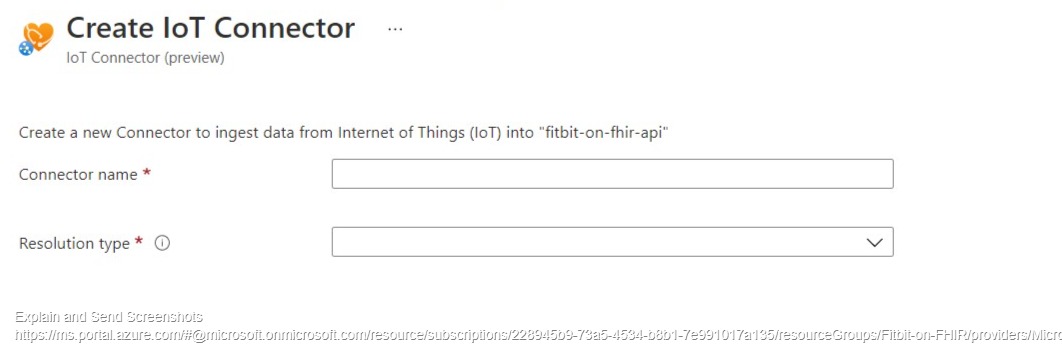 Create IoT Connector ...
IoT Connector (preview)
Create a new Connector to ingest data from Internet of Things (IoT) into "fitbit-on-fhir-api"
Connector name *
Resolution type *
Explain and Send Screenshots
https://ms.portal.azure.com/#@microsoft.onmicrosoft.com/resource/subscriptions/228945b9-73a5-4534-b8b1-7e991017a135/resourceGroups/Fitbit-on-FHIR/providers/Micro